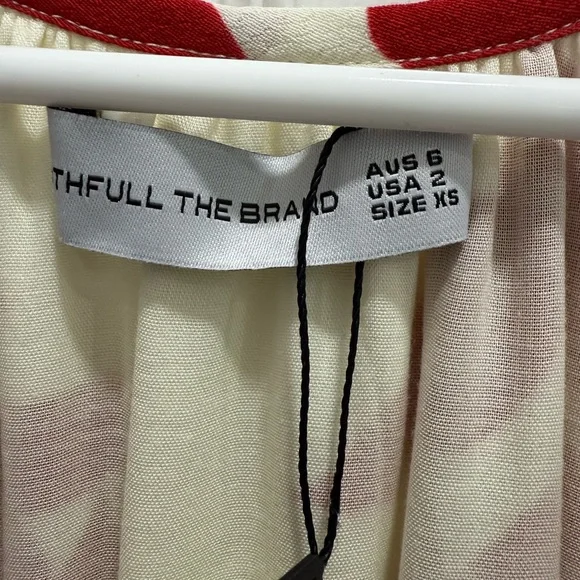 THFULL THE BRAND
AUS 6
USA 2
SIZE XS